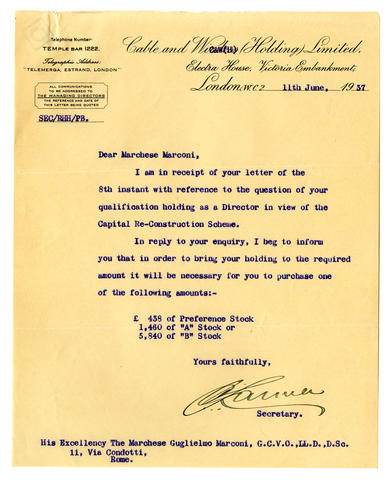 Telephone Number
TEMPLE BAR 1222.
Telegraphic Address:
"TELEMERGA, ESTRAND, LONDON"
ALL COMMUNICATIONS
TO BE ADDRESSED TO
THE MANAGING DIRECTORS
THE REFERENCE AND DATE OF
THIS LETTER BEING QUOTED
SEC/RHH/PB.
Cable and (Holding) Limited.
Electra House, Victoria Embankment,
London, W.C.2 11th June, 1937
Dear Marchese Marconi,
I am in receipt of your letter of the
8th instant with reference to the question of your
qualification holding as a Director in view of the
Capital Re-Construction Scheme.
In reply to your enquiry, I beg to inform
you that in order to bring your holding to the required
amount it will be necessary for you to purchase one
of the following amounts:-
£ 438 of Preference Stock
1,460 of "A" Stock or
5,840 of "B" Stock
Yours faithfully,
Secretary.
His Excellency The Marchese Guglielmo Marconi, G.C.V.O.,LL.D.,D.Sc.
11, Via Condotti,
Rome.